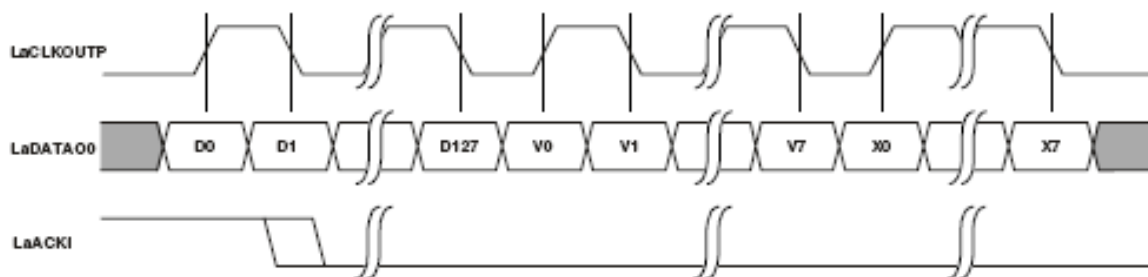 LaCLKOUTP
LaDATAO0 D0 D1 D127 V0 V1 V7 X0 X7
LaACKI